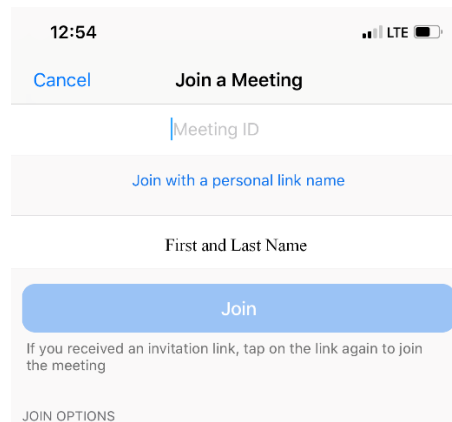 12:54 LTE
Cancel Join a Meeting
Meeting ID
Join with a personal link name
First and Last Name
Join
If you received an invitation link, tap on the link again to join
the meeting
JOIN OPTIONS